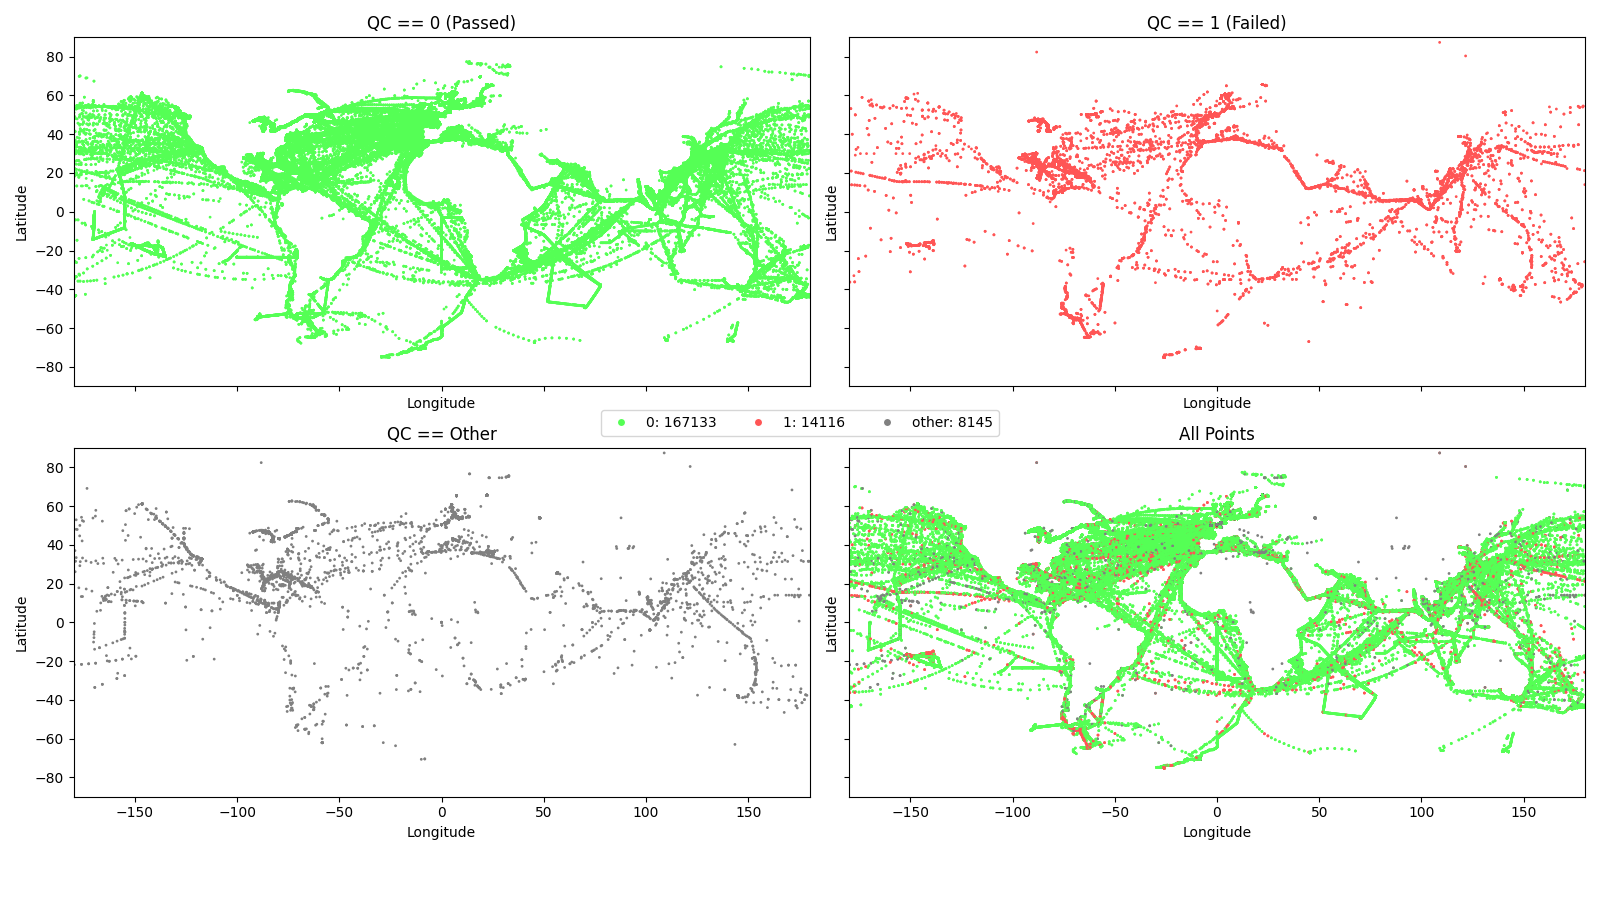 QC == 0 (Passed)
QC == 1 (Failed)
80
60
40
20
0
−20
−40
−60
−80
Latitude
Latitude
Longitude
Longitude
0: 167133 1: 14116 other: 8145
QC == Other
All Points
80
60
40
20
0
−20
−40
−60
−80
Latitude
Latitude
−150 −100 −50 0 50 100 150
−150 −100 −50 0 50 100 150
Longitude
Longitude